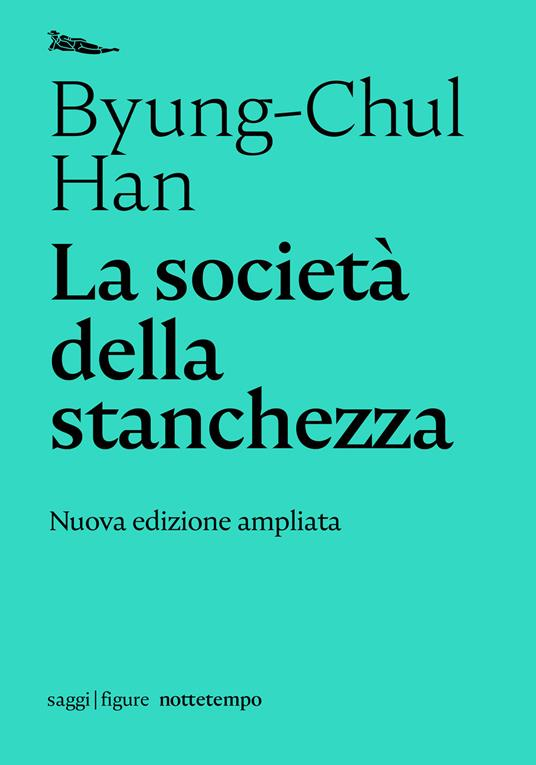 Byung-Chul
Han
La società
della
stanchezza
Nuova edizione ampliata
saggi|figure nottetempo